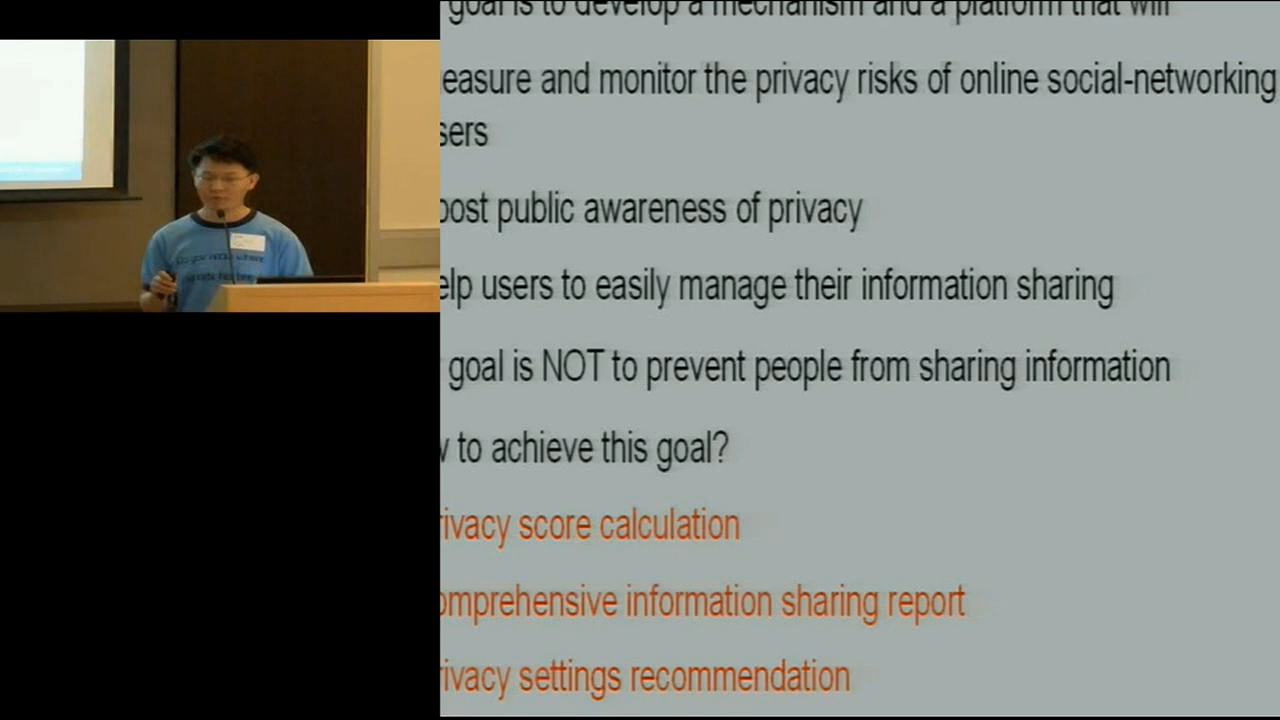 goal is to develop a mechanism and a platform that will
easure and monitor the privacy risks of online social-networking
sers
oost public awareness of privacy
elp users to easily manage their information sharing
goal is NOT to prevent people from sharing information
w to achieve this goal?
rivacy score calculation
omprehensive information sharing report
rivacy settings recommendation